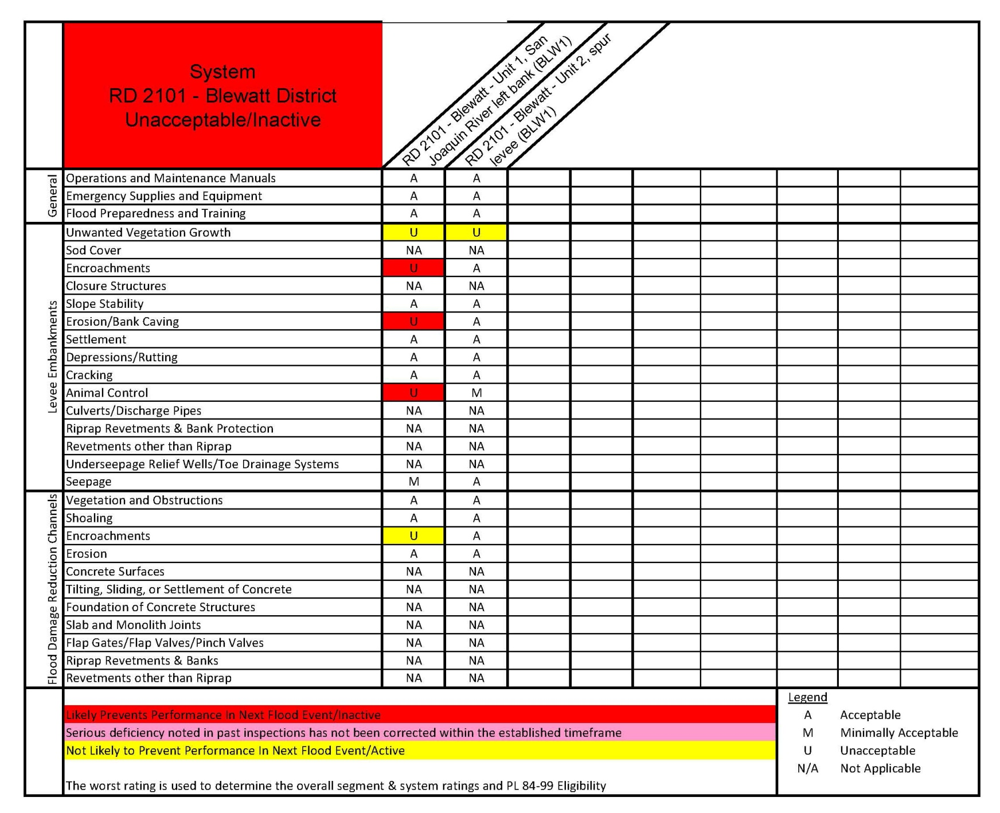 System
RD 2101 - Blewatt District
Unacceptable/Inactive
RD 2101 - Blewatt - Unit 1, San
Joaquin River left bank (BLW1)
RD 2101 - Blewatt - Unit 2, spur
levee (BLW1)
General
Operations and Maintenance Manuals A A
Emergency Supplies and Equipment A A
Flood Preparedness and Training A A
Levee Embankments
Unwanted Vegetation Growth U U
Sod Cover NA NA
Encroachments U A
Closure Structures NA NA
Slope Stability A A
Erosion/Bank Caving U A
Settlement A A
Depressions/Rutting A A
Cracking A A
Animal Control U M
Culverts/Discharge Pipes NA NA
Riprap Revetments & Bank Protection NA NA
Revetments other than Riprap NA NA
Underseepage Relief Wells/Toe Drainage Systems NA NA
Seepage M A
Flood Damage Reduction Channels
Vegetation and Obstructions A A
Shoaling A A
Encroachments U A
Erosion A A
Concrete Surfaces NA NA
Tilting, Sliding, or Settlement of Concrete NA NA
Foundation of Concrete Structures NA NA
Slab and Monolith Joints NA NA
Flap Gates/Flap Valves/Pinch Valves NA NA
Riprap Revetments & Banks NA NA
Revetments other than Riprap NA NA
Likely Prevents Performance In Next Flood Event/Inactive
Serious deficiency noted in past inspections has not been corrected within the established timeframe
Not Likely to Prevent Performance In Next Flood Event/Active
The worst rating is used to determine the overall segment & system ratings and PL 84-99 Eligibility
Legend
A Acceptable
M Minimally Acceptable
U Unacceptable
N/A Not Applicable